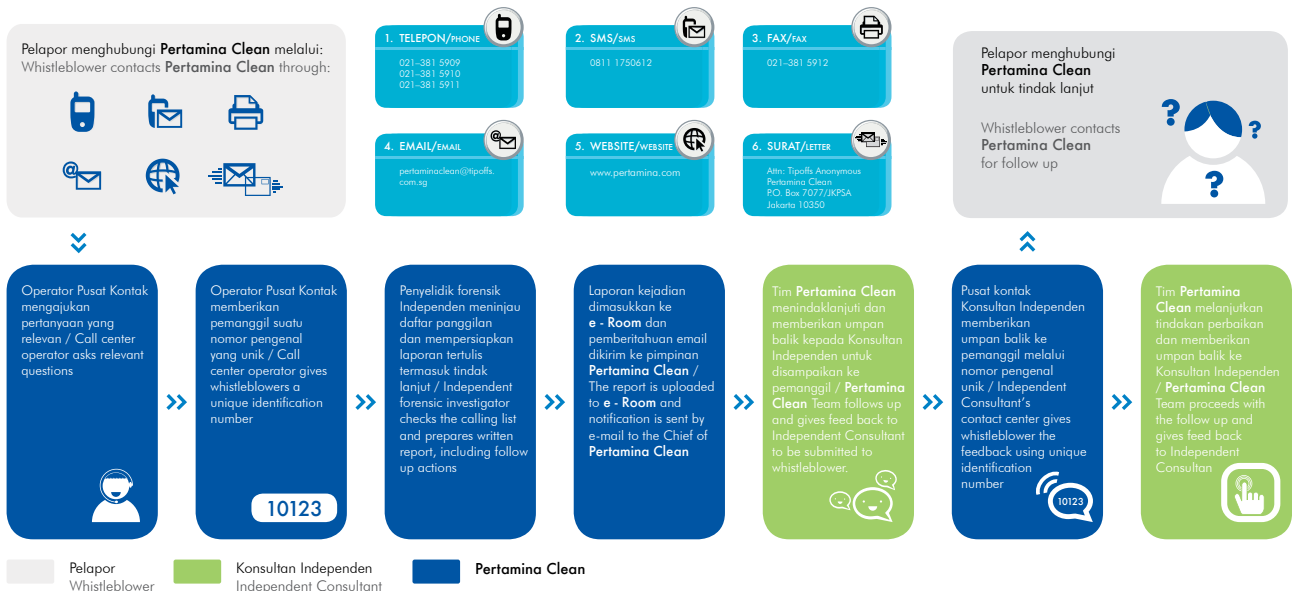 Pelapor menghubungi Pertamina Clean melalui:
Whistleblower contacts Pertamina Clean through:
1. TELEPON/PHONE
021–381 5909
021–381 5910
021–381 5911
2. SMS/SMS
0811 1750612
3. FAX/FAX
021–381 5912
4. EMAIL/EMAIL
pertaminaclean@tipoffs.
com.sg
5. WEBSITE/WEBSITE
www.pertamina.com
6. SURAT/LETTER
Attn: Tipoffs Anonymous
Pertamina Clean
P.O. Box 7077/JKPSA
Jakarta 10350
Pelapor menghubungi
Pertamina Clean
untuk tindak lanjut
Whistleblower contacts
Pertamina Clean
for follow up
Operator Pusat Kontak
mengajukan
pertanyaan yang
relevan / Call center
operator asks relevant
questions
Operator Pusat Kontak
memberikan
pemanggil suatu
nomor pengenal
yang unik / Call
center operator gives
whistleblowers a
unique identification
number
10123
Penyelidik forensik
Independen meninjau
daftar panggilan
dan mempersiapkan
laporan tertulis
termasuk tindak
lanjut / Independent
forensic investigator
checks the calling list
and prepares written
report, including follow
up actions
Laporan kejadian
dimasukkan ke
e - Room dan
pemberitahuan email
dikirim ke pimpinan
Pertamina Clean /
The report is uploaded
to e - Room and
notification is sent by
e-mail to the Chief of
Pertamina Clean
Tim Pertamina Clean
menindaklanjuti dan
memberikan umpan
balik kepada Konsultan
Independen untuk
disampaikan ke
pemanggil / Pertamina
Clean Team follows up
and gives feed back to
Independent Consultant
to be submitted to
whistleblower.
Pusat kontak
Konsultan Independen
memberikan
umpan balik ke
pemanggil melalui
nomor pengenal
unik / Independent
Consultant's
contact center gives
whistleblower the
feedback using unique
identification
number
10123
Tim Pertamina
Clean melanjutkan
tindakan perbaikan
dan memberikan
umpan balik ke
Konsultan Independen
/ Pertamina Clean
Team proceeds with
the follow up and
gives feed back
to Independent
Consultan
Pelapor
Whistleblower
Konsultan Independen
Independent Consultant
Pertamina Clean